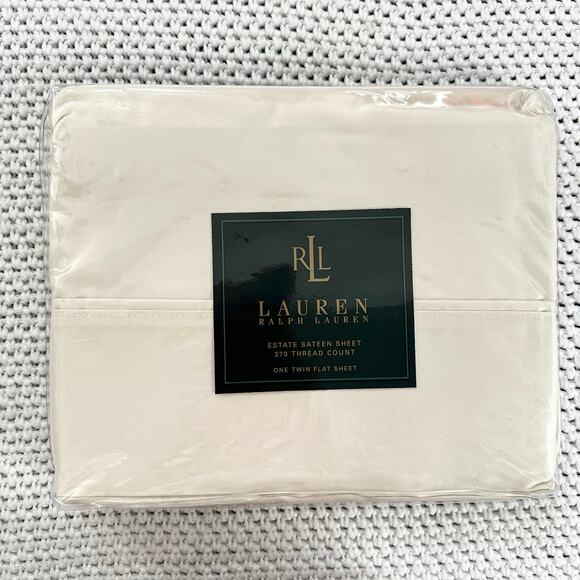 RLL
LAUREN
RALPH LAUREN
ESTATE SATEEN SHEET
370 THREAD COUNT
ONE TWIN FLAT SHEET